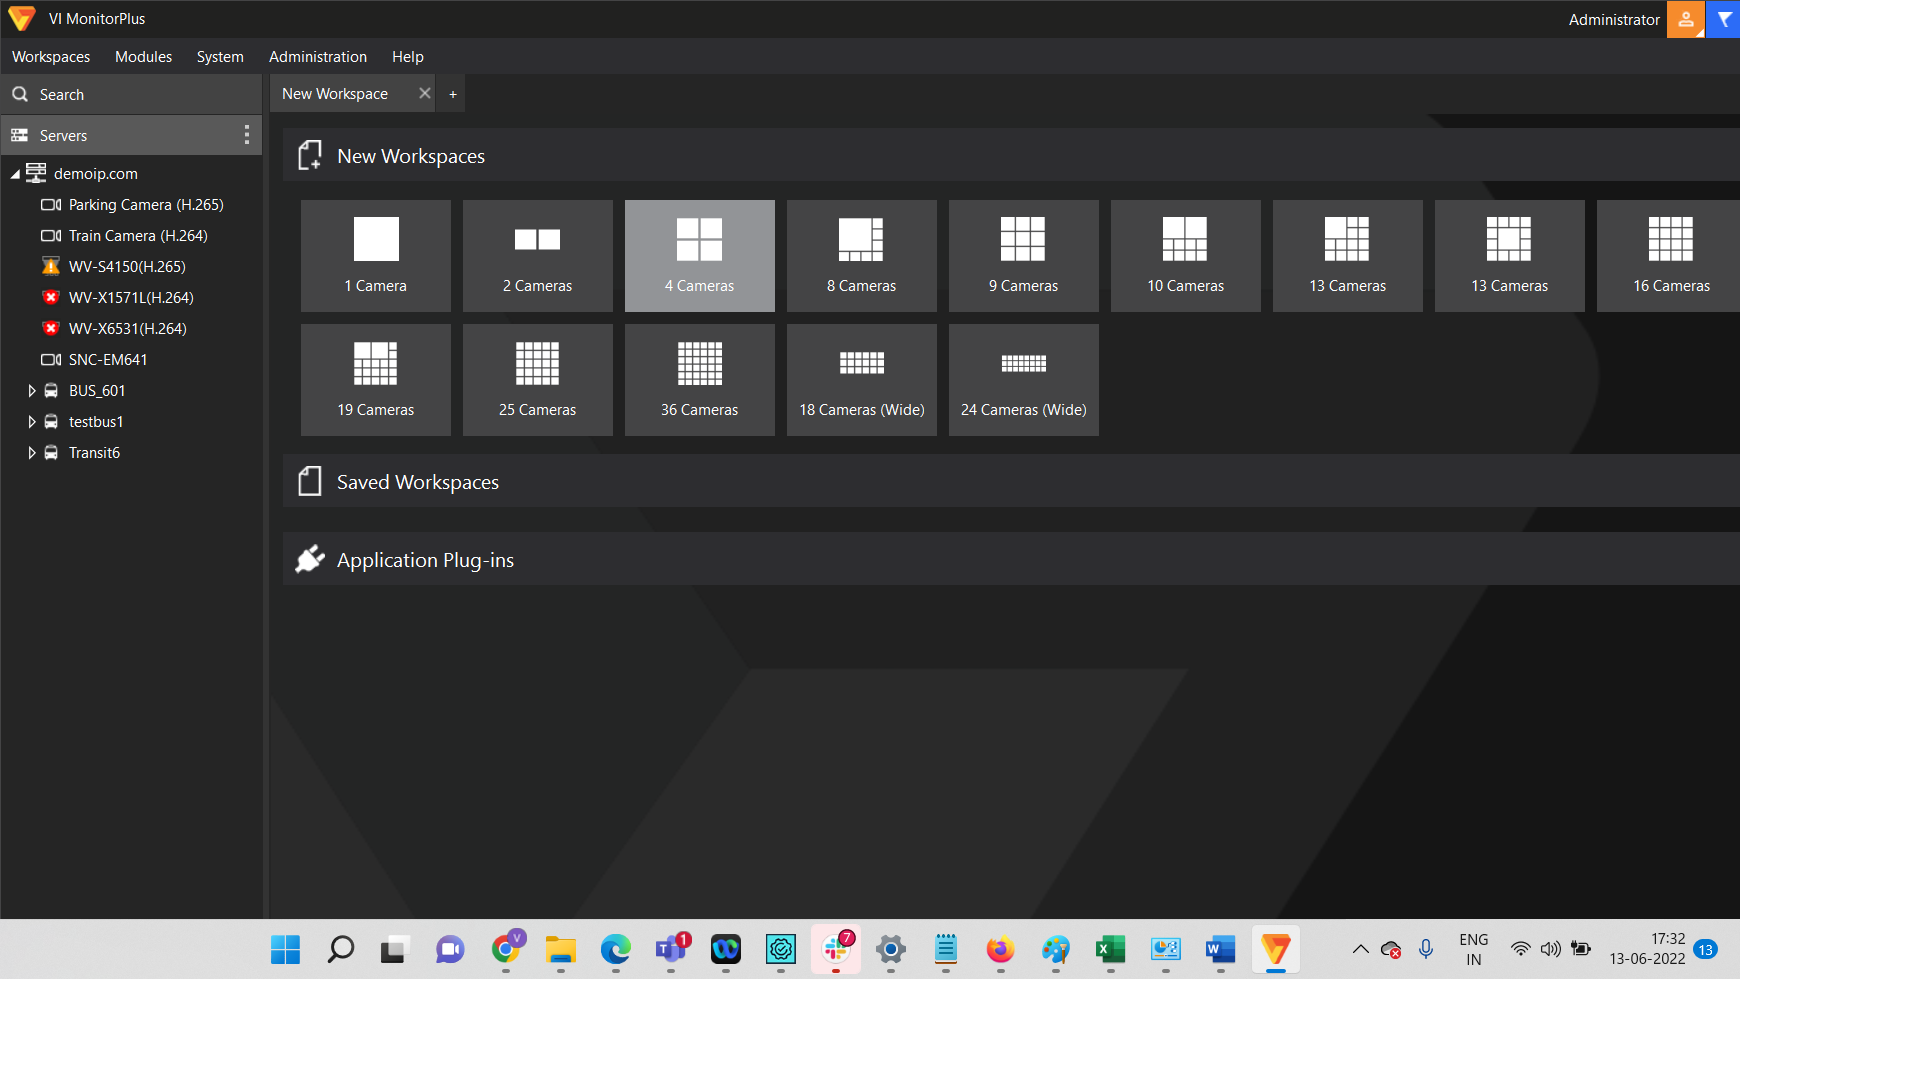 VI MonitorPlus
Administrator
Workspaces Modules System Administration Help
Search
New Workspace
+
Servers
demoip.com
Parking Camera (H.265)
Train Camera (H.264)
WV-S4150(H.265)
WV-X1571L(H.264)
WV-X6531(H.264)
SNC-EM641
BUS_601
testbus1
Transit6
New Workspaces
1 Camera
2 Cameras
4 Cameras
8 Cameras
9 Cameras
10 Cameras
13 Cameras
13 Cameras
16 Cameras
19 Cameras
25 Cameras
36 Cameras
18 Cameras (Wide)
24 Cameras (Wide)
Saved Workspaces
Application Plug-ins
V
T
1
7
X
W
ENG
IN
17:32
13-06-2022
13